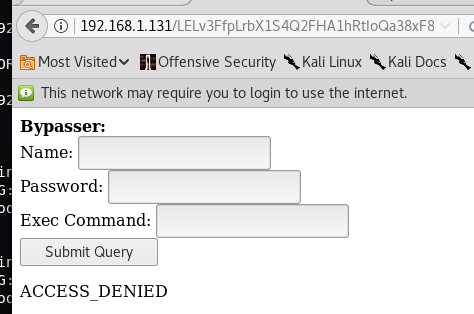 192.168.1.131/LELv3FfpLrbX1S4Q2FHA1hRtIoQa38xF8
Most Visited Offensive Security Kali Linux Kali Docs
This network may require you to login to use the internet.
Bypasser:
Name:
Password:
Exec Command:
Submit Query
ACCESS_DENIED